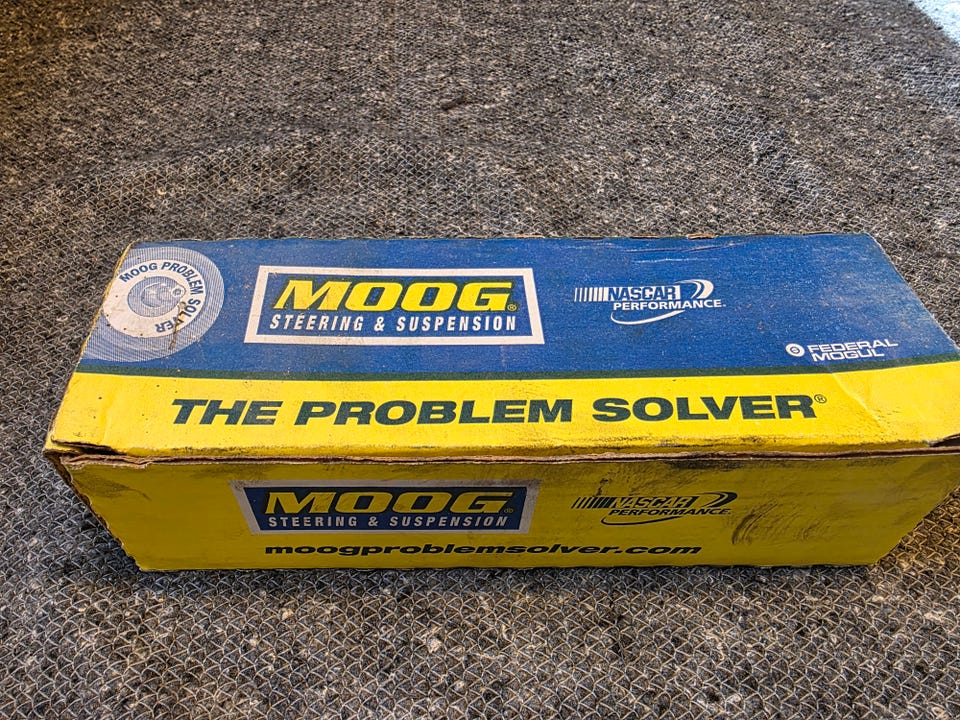 MOOG PROBLEM SOLVER
MOOG®
STEERING & SUSPENSION
NASCAR
PERFORMANCE.
FEDERAL
MOGUL
THE PROBLEM SOLVER®
MOOG®
STEERING & SUSPENSION
NASCAR
PERFORMANCE.
moogproblemsolver.com